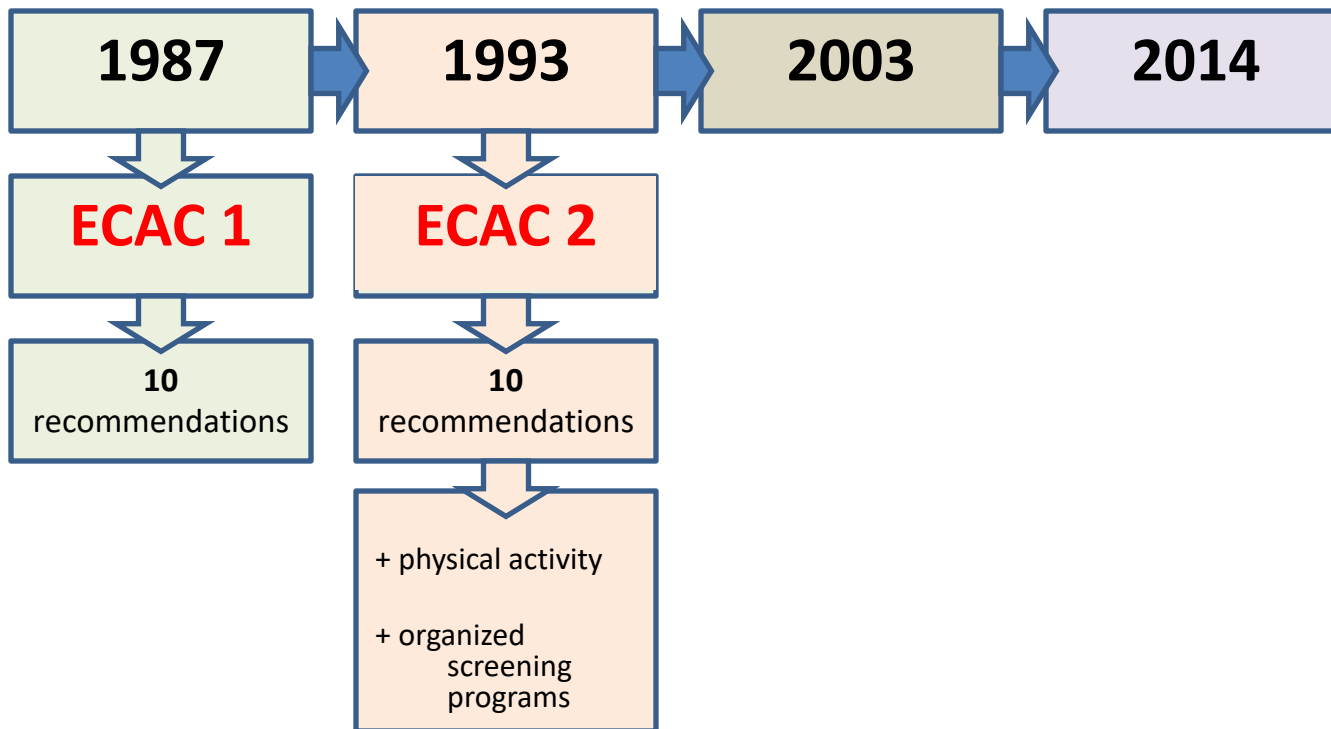 1987
1993
2003
2014
ECAC 1
ECAC 2
10
recommendations
10
recommendations
+ physical activity
+ organized
screening
programs